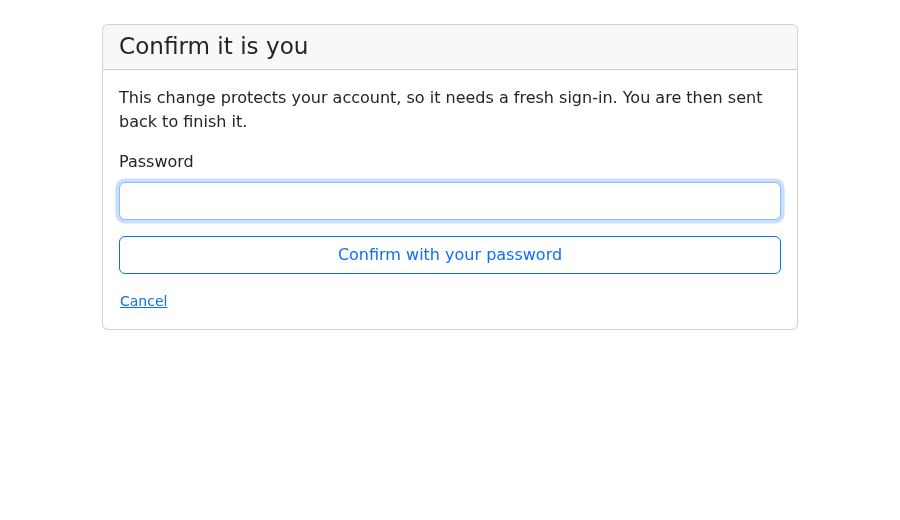 Confirm it is you
This change protects your account, so it needs a fresh sign-in. You are then sent
back to finish it.
Password
Confirm with your password
Cancel